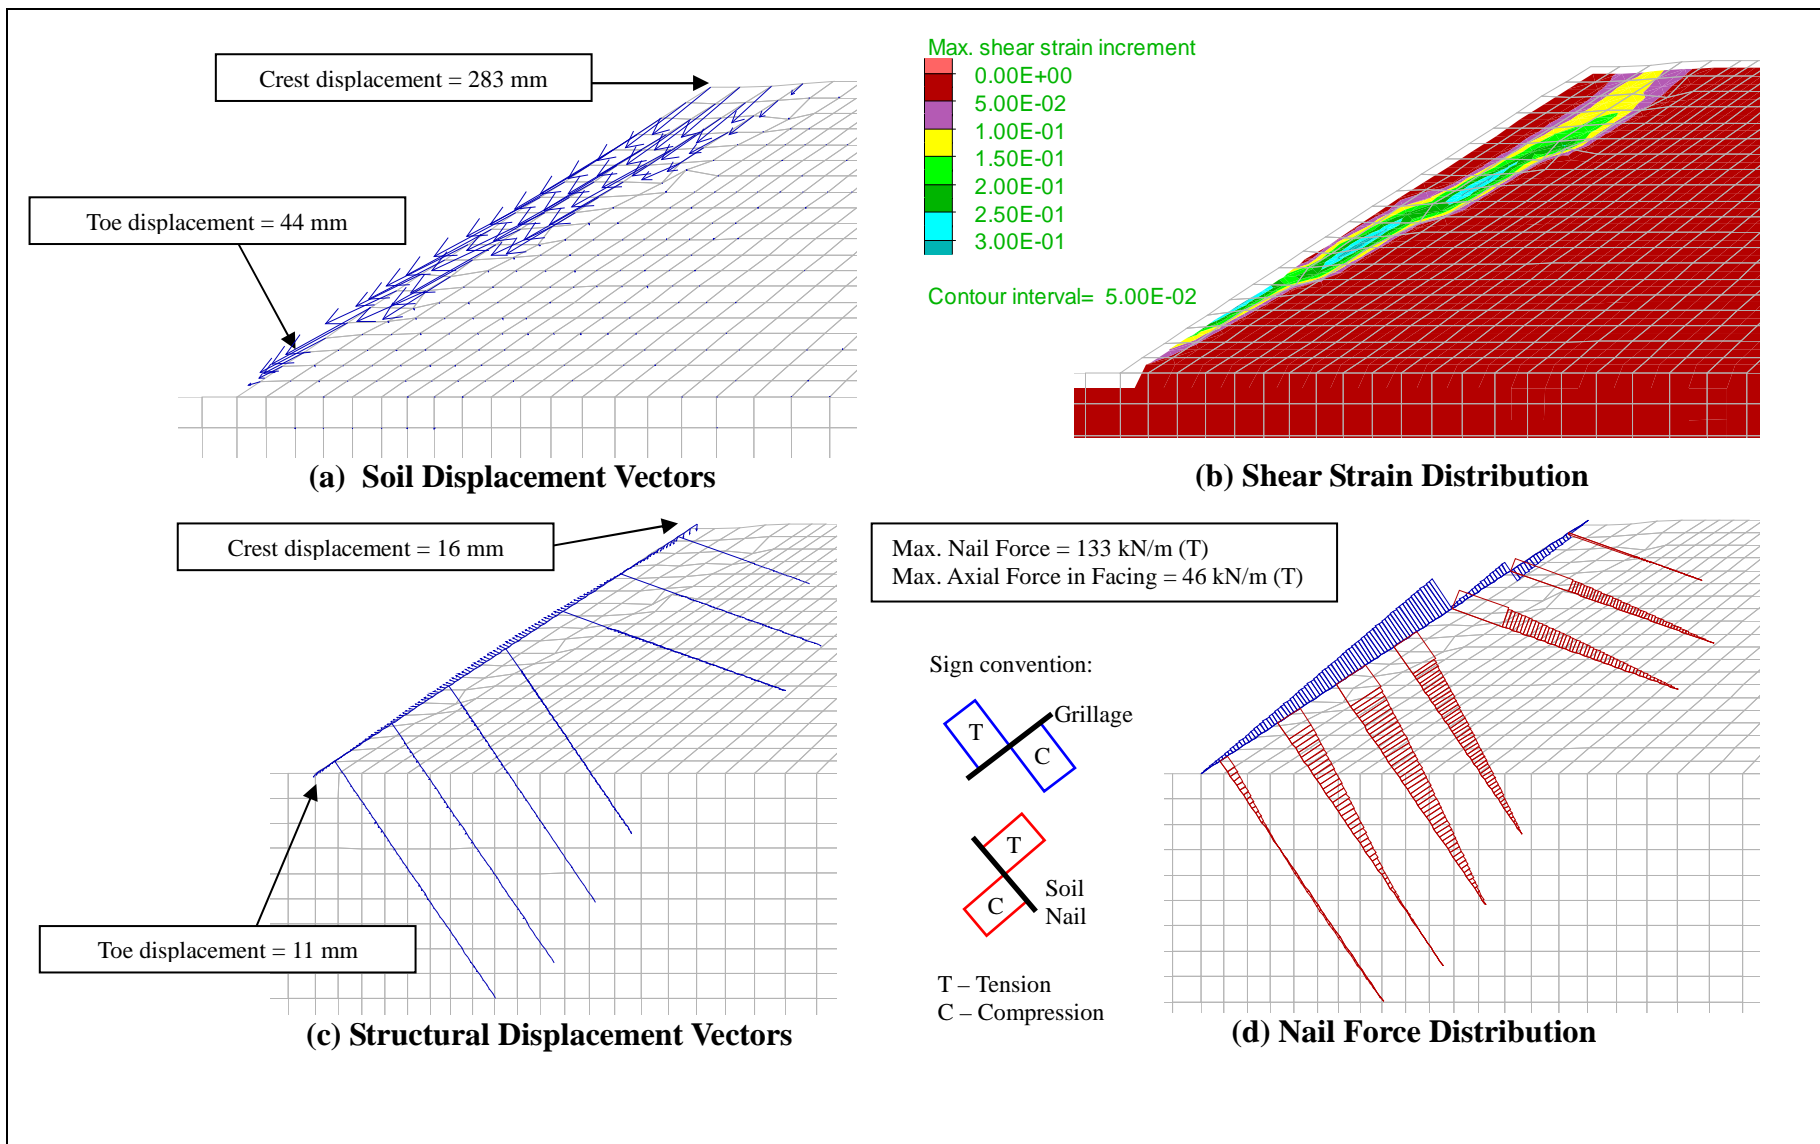 Crest displacement = 283 mm
Toe displacement = 44 mm
(a) Soil Displacement Vectors
Max. shear strain increment
0.00E+00
5.00E-02
1.00E-01
1.50E-01
2.00E-01
2.50E-01
3.00E-01
Contour interval= 5.00E-02
(b) Shear Strain Distribution
Crest displacement = 16 mm
Toe displacement = 11 mm
(c) Structural Displacement Vectors
Max. Nail Force = 133 kN/m (T)
Max. Axial Force in Facing = 46 kN/m (T)
Sign convention:
Grillage
T
C
T
C
Soil
Nail
T – Tension
C – Compression
(d) Nail Force Distribution